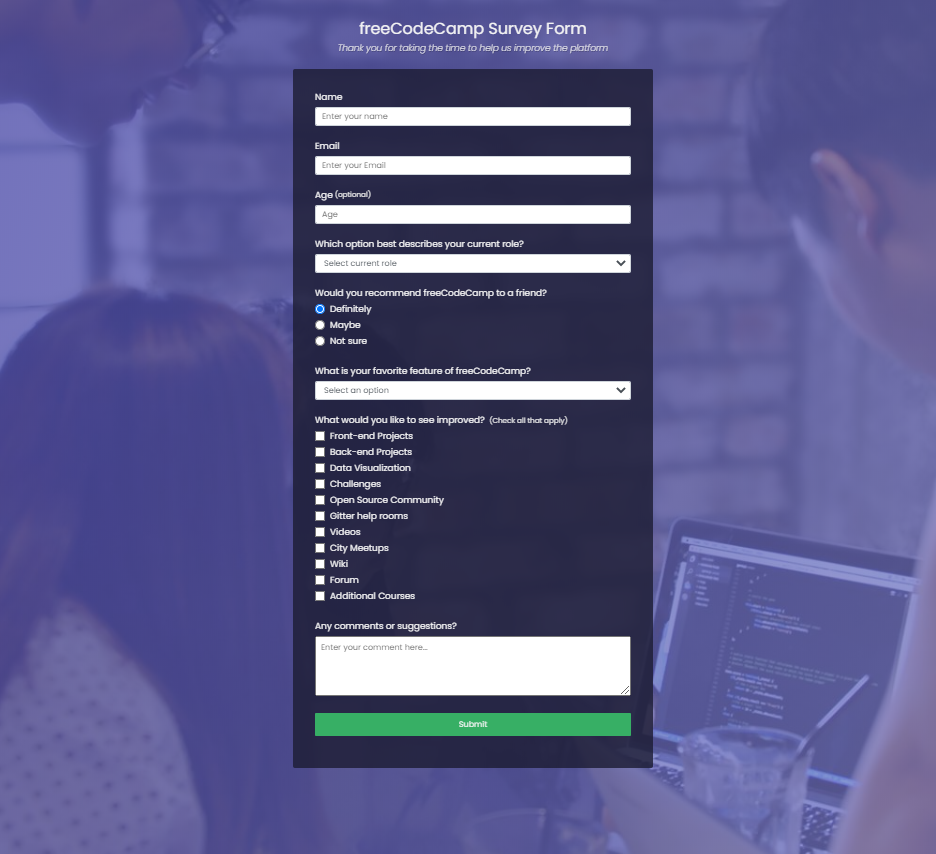 freeCodeCamp Survey Form
Thank you for taking the time to help us improve the platform
Name
Enter your name
Email
Enter your Email
Age (optional)
Age
Which option best describes your current role?
Select current role
Would you recommend freeCodeCamp to a friend?
Definitely
Maybe
Not sure
What is your favorite feature of freeCodeCamp?
Select an option
What would you like to see improved? (Check all that apply)
Front-end Projects
Back-end Projects
Data Visualization
Challenges
Open Source Community
Gitter help rooms
Videos
City Meetups
Wiki
Forum
Additional Courses
Any comments or suggestions?
Enter your comment here...
Submit